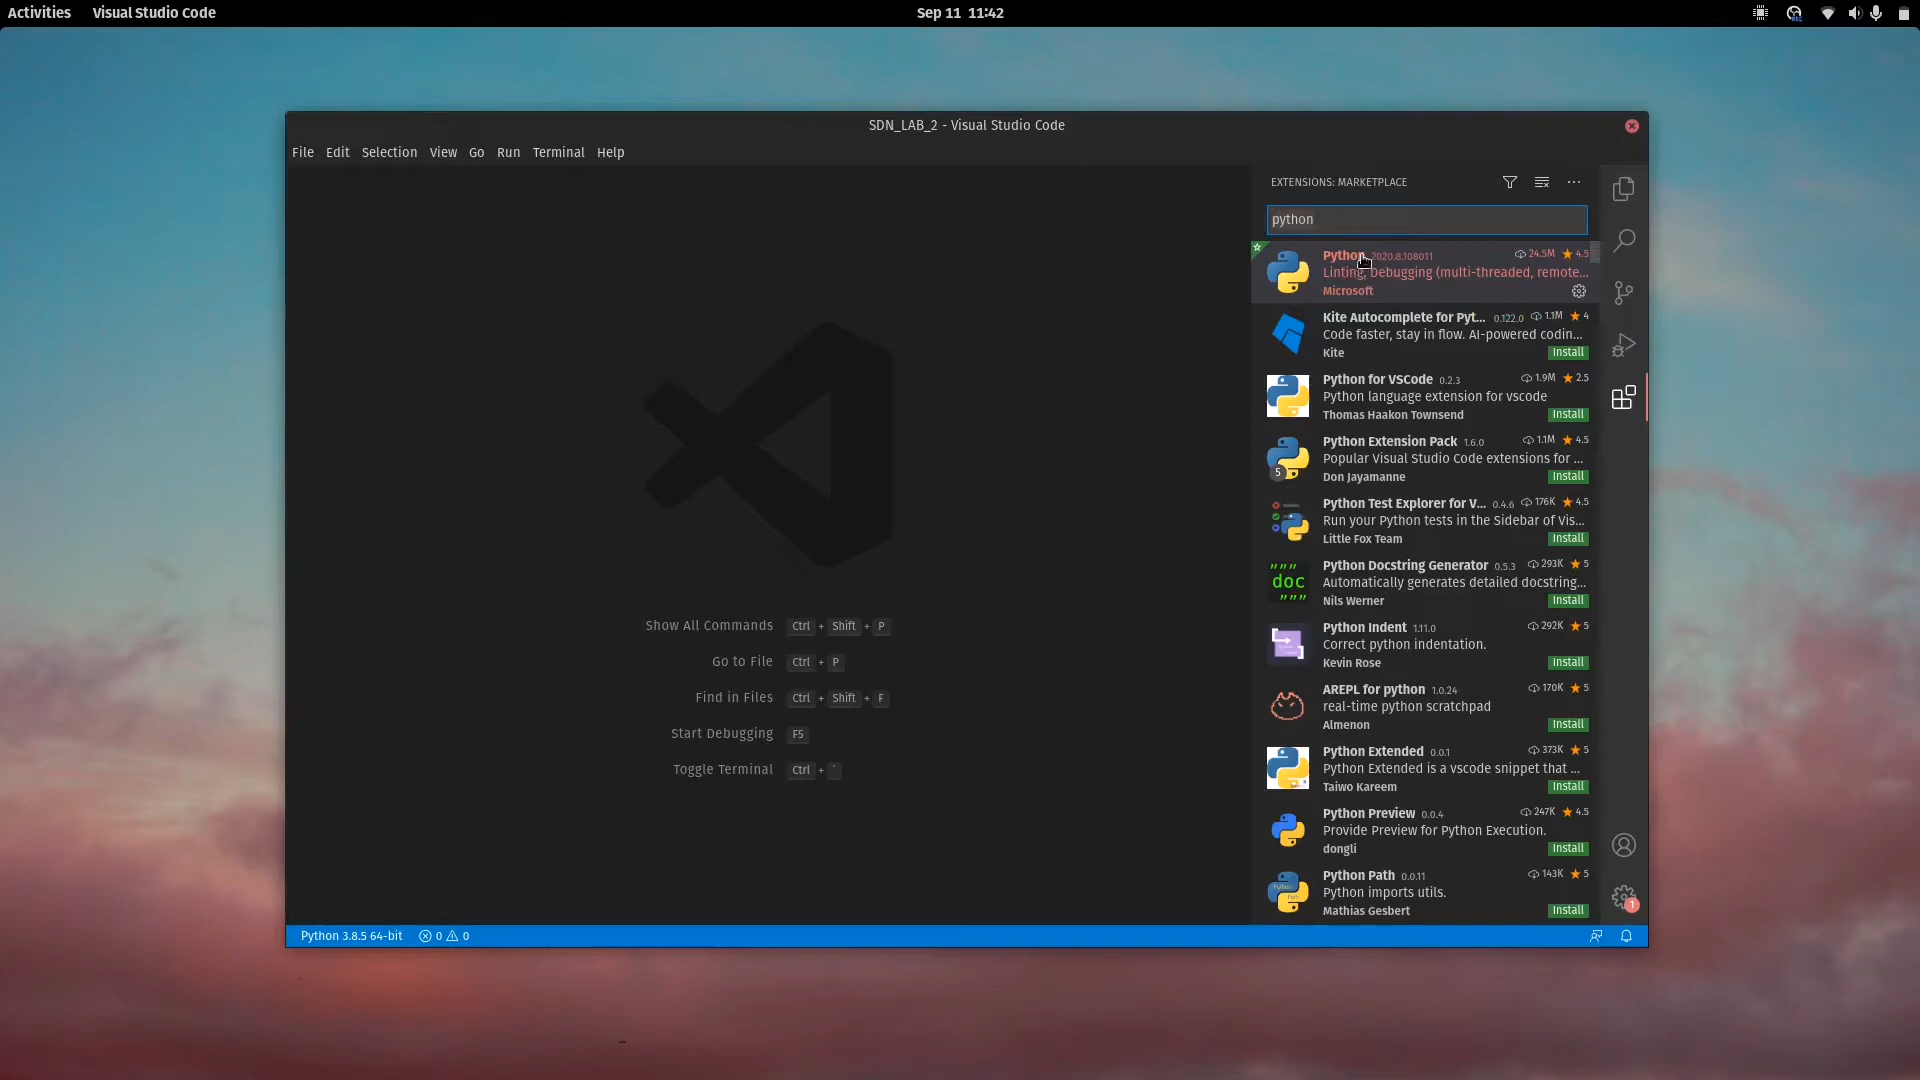 Activities Visual Studio Code Sep 11 11:42
SDN_LAB_2 - Visual Studio Code
File Edit Selection View Go Run Terminal Help
EXTENSIONS: MARKETPLACE
python
Python 2020.8.108011 24.5M ★ 4.5
Linting, Debugging (multi-threaded, remote...
Microsoft
Kite Autocomplete for Pyt... 0.122.0 1.1M ★ 4
Code faster, stay in flow. AI-powered codin...
Kite Install
Python for VSCode 0.2.3 1.9M ★ 2.5
Python language extension for vscode
Thomas Haakon Townsend Install
Python Extension Pack 1.6.0 1.1M ★ 4.5
Popular Visual Studio Code extensions for ...
5
Don Jayamanne Install
Python Test Explorer for V... 0.4.6 176K ★ 4.5
Run your Python tests in the Sidebar of Vis...
Little Fox Team Install
Python Docstring Generator 0.5.3 293K ★ 5
""" doc """
Automatically generates detailed docstring...
Nils Werner Install
Python Indent 1.11.0 292K ★ 5
Correct python indentation.
Kevin Rose Install
AREPL for python 1.0.24 170K ★ 5
real-time python scratchpad
Almenon Install
Python Extended 0.0.1 373K ★ 5
Python Extended is a vscode snippet that ...
Taiwo Kareem Install
Python Preview 0.0.4 247K ★ 4.5
Provide Preview for Python Execution.
dongli Install
Python Path 0.0.11 143K ★ 5
Python imports utils.
Mathias Gesbert Install
Show All Commands Ctrl + Shift + P
Go to File Ctrl + P
Find in Files Ctrl + Shift + F
Start Debugging F5
Toggle Terminal Ctrl + `
1
Python 3.8.5 64-bit 0 0